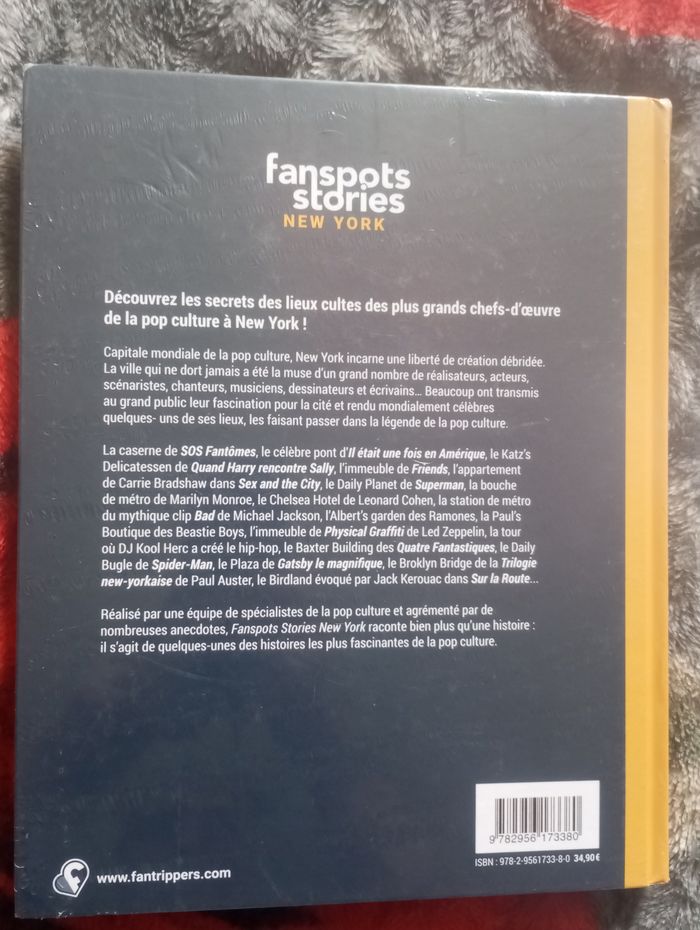 fanspots
stories
NEW YORK
Découvrez les secrets des lieux cultes des plus grands chefs-d'œuvre
de la pop culture à New York !
Capitale mondiale de la pop culture, New York incarne une liberté de création débridée.
La ville qui ne dort jamais a été la muse d'un grand nombre de réalisateurs, acteurs,
scénaristes, chanteurs, musiciens, dessinateurs et écrivains... Beaucoup ont transmis
au grand public leur fascination pour la cité et rendu mondialement célèbres
quelques- uns de ses lieux, les faisant passer dans la légende de la pop culture.
La caserne de SOS Fantômes, le célèbre pont d'Il était une fois en Amérique, le Katz's
Delicatessen de Quand Harry rencontre Sally, l'immeuble de Friends, l'appartement
de Carrie Bradshaw dans Sex and the City, le Daily Planet de Superman, la bouche
de métro de Marilyn Monroe, le Chelsea Hotel de Leonard Cohen, la station de métro
du mythique clip Bad de Michael Jackson, l'Albert's garden des Ramones, la Paul's
Boutique des Beastie Boys, l'immeuble de Physical Graffiti de Led Zeppelin, la tour
où DJ Kool Herc a créé le hip-hop, le Baxter Building des Quatre Fantastiques, le Daily
Bugle de Spider-Man, le Plaza de Gatsby le magnifique, le Broklyn Bridge de la Trilogie
new-yorkaise de Paul Auster, le Birdland évoqué par Jack Kerouac dans Sur la Route...
Réalisé par une équipe de spécialistes de la pop culture et agrémenté par de
nombreuses anecdotes, Fanspots Stories New York raconte bien plus qu'une histoire :
il s'agit de quelques-unes des histoires les plus fascinantes de la pop culture.
9 782956 173380
ISBN : 978-2-9561733-8-0 34,90 €
www.fantrippers.com